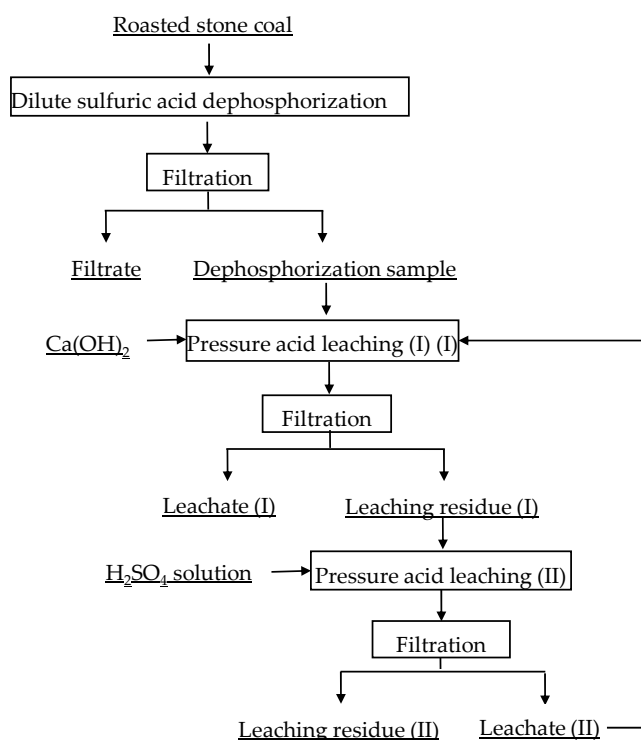 Roasted stone coal
Dilute sulfuric acid dephosphorization
Filtration
Filtrate
Dephosphorization sample
Ca(OH)₂
Pressure acid leaching (I) (I)
Filtration
Leachate (I)
Leaching residue (I)
H₂SO₄ solution
Pressure acid leaching (II)
Filtration
Leaching residue (II)
Leachate (II)